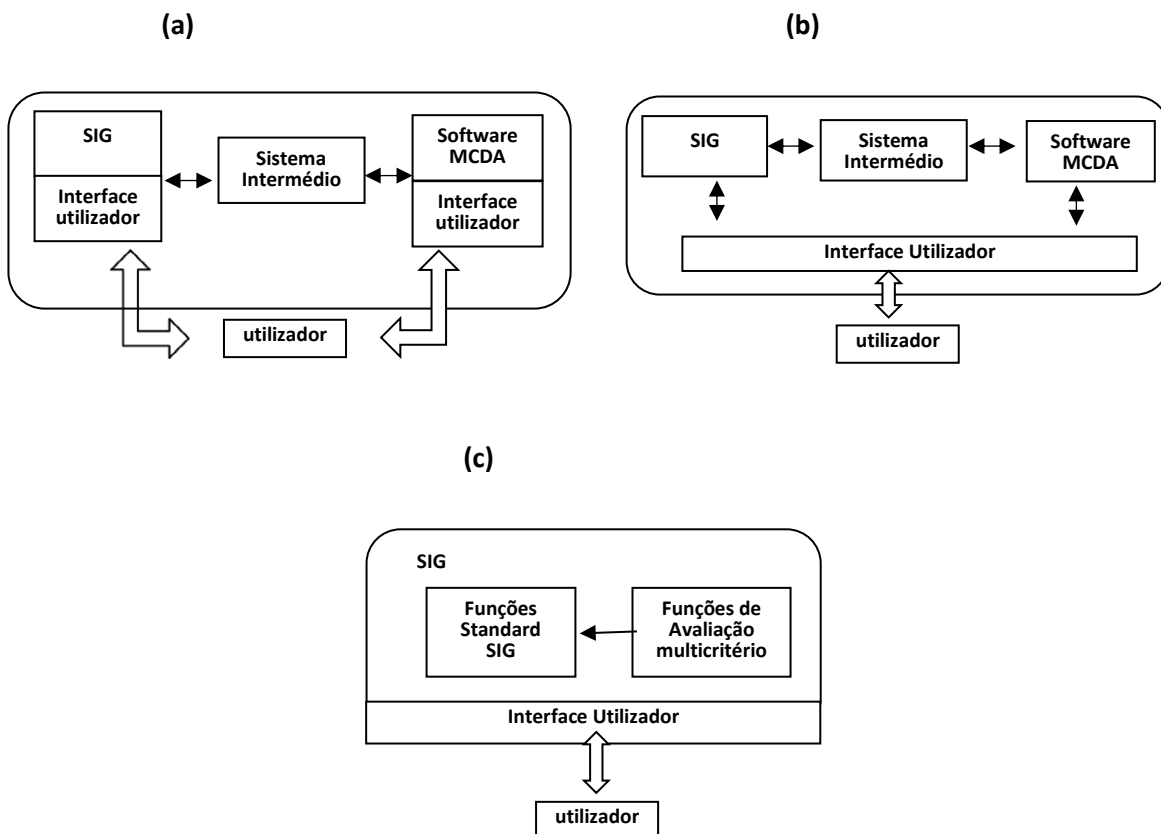 (a)
SIG
Interface
utilizador
Sistema
Intermédio
Software
MCDA
Interface
utilizador
utilizador
(b)
SIG
Sistema
Intermédio
Software
MCDA
Interface Utilizador
utilizador
(c)
SIG
Funções
Standard
SIG
Funções de
Avaliação
multicritério
Interface Utilizador
utilizador